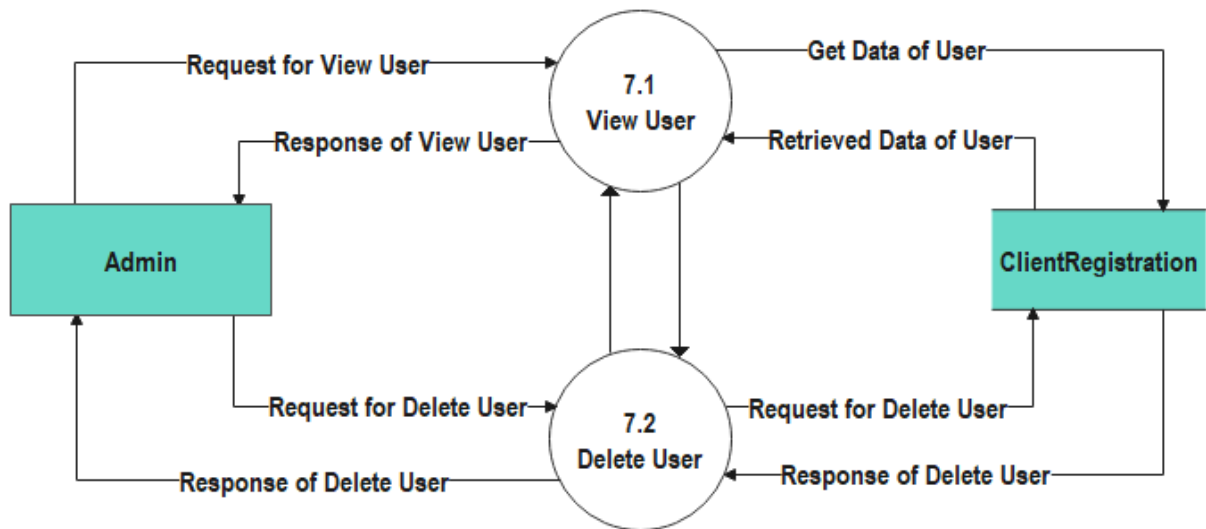 Request for View User
Get Data of User
7.1
View User
Response of View User
Retrieved Data of User
Admin
ClientRegistration
Request for Delete User
Request for Delete User
7.2
Delete User
Response of Delete User
Response of Delete User